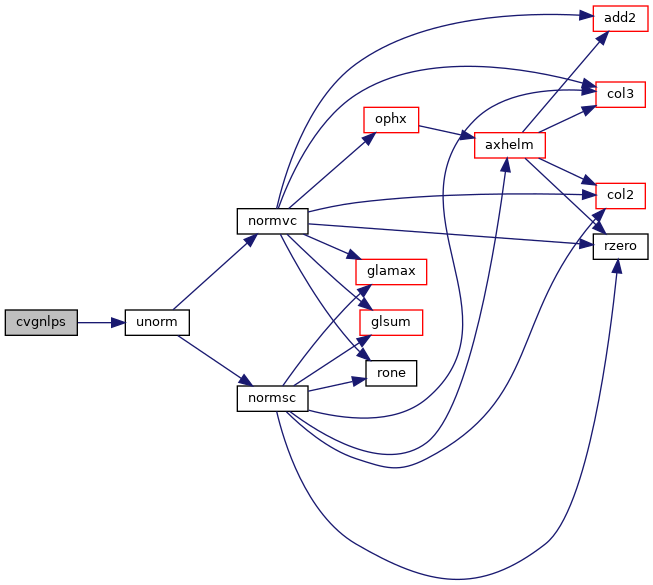 add2
col3
ophx
axhelm
col2
normvc
rzero
glamax
cvgnlps
unorm
glsum
rone
normsc